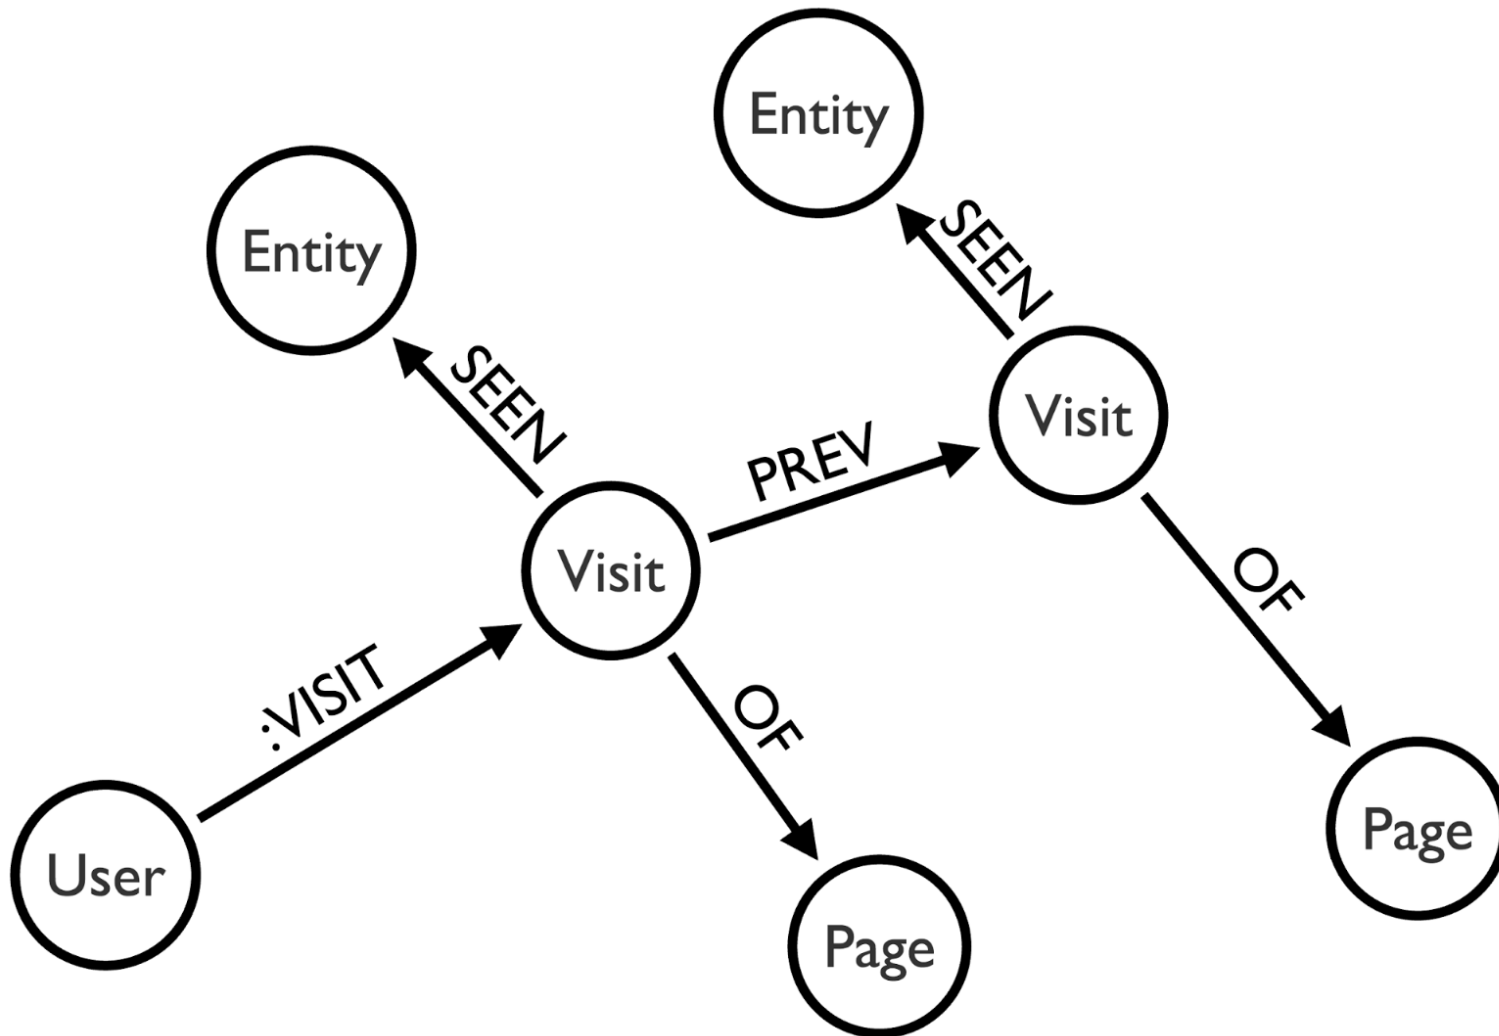 Entity
Entity
SEEN
SEEN
Visit
PREV
Visit
OF
:VISIT
OF
Page
User
Page